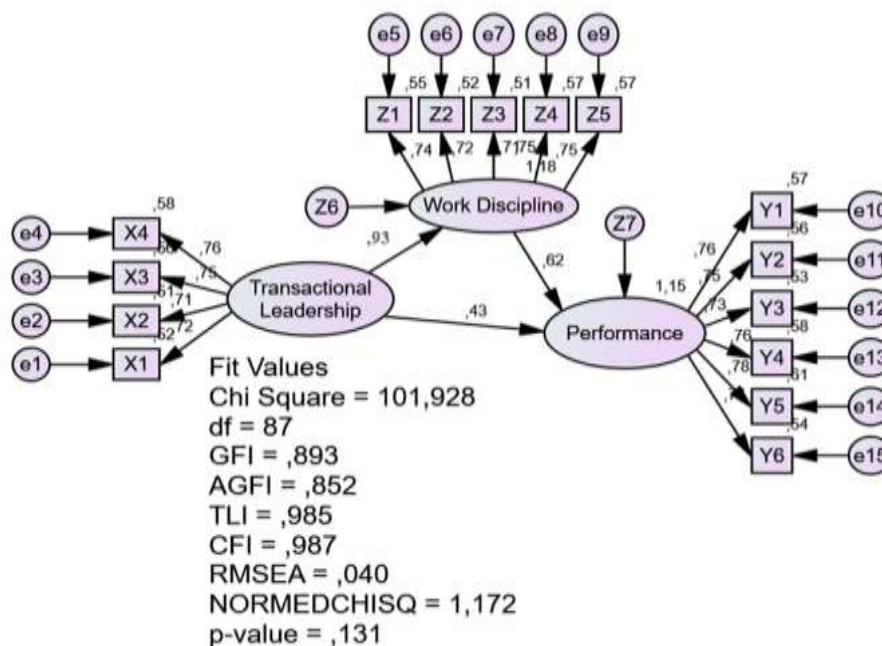 e5 e6 e7 e8 e9
,55 ,52 ,51 ,57 ,57
Z1 Z2 Z3 Z4 Z5
,74 ,72 ,71 ,75 ,75
1,18
Z6
Work Discipline
Z7
,93
,62
,43
,58
e4 X4
,76
e3 X3
,75
,51
e2 X2
,71
,52
e1 X1
,72
Transactional
Leadership
1,15
Performance
,57
Y1 e10
,76
,56
Y2 e11
,75
,53
Y3 e12
,73
,58
Y4 e13
,76
,61
Y5 e14
,78
,54
Y6 e15
Fit Values
Chi Square = 101,928
df = 87
GFI = ,893
AGFI = ,852
TLI = ,985
CFI = ,987
RMSEA = ,040
NORMEDCHISQ = 1,172
p-value = ,131